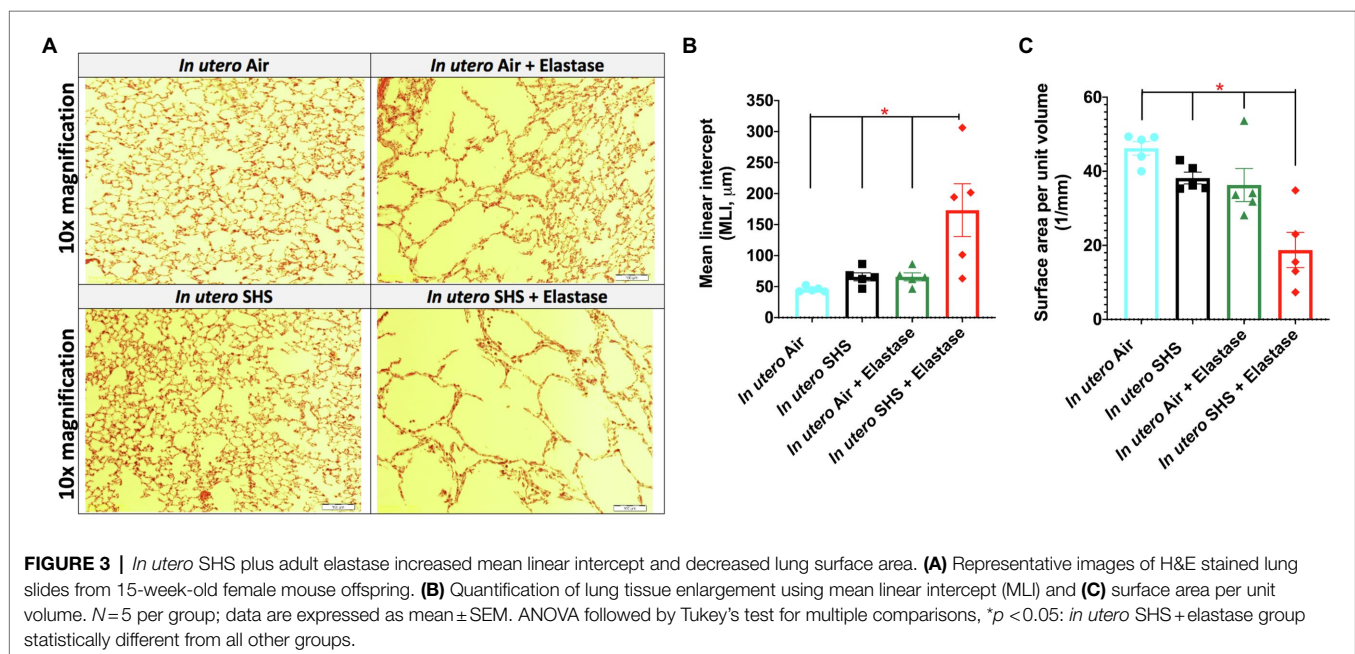 A
In utero Air
In utero Air + Elastase
10x magnification
In utero SHS
In utero SHS + Elastase
10x magnification
B
*
Mean linear intercept
(MLI, μm)
350
300
250
200
150
100
50
0
In utero Air
In utero SHS
In utero Air + Elastase
In utero SHS + Elastase
C
*
Surface area per unit volume
(1/mm)
60
40
20
0
In utero Air
In utero SHS
In utero Air + Elastase
In utero SHS + Elastase
FIGURE 3 | In utero SHS plus adult elastase increased mean linear intercept and decreased lung surface area. (A) Representative images of H&E stained lung
slides from 15-week-old female mouse offspring. (B) Quantification of lung tissue enlargement using mean linear intercept (MLI) and (C) surface area per unit
volume. N = 5 per group; data are expressed as mean ± SEM. ANOVA followed by Tukey’s test for multiple comparisons, *p < 0.05: in utero SHS + elastase group
statistically different from all other groups.